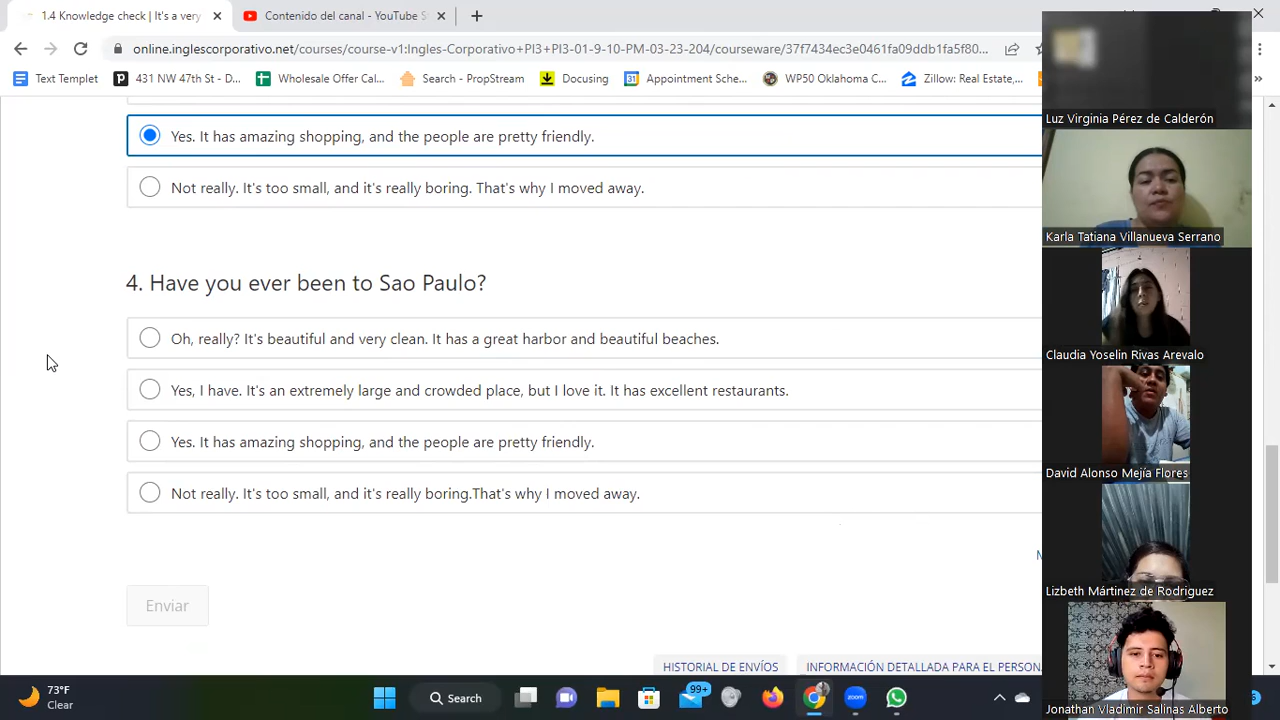 1.4 Knowledge check | It's a very
Contenido del canal - YouTube S
online.inglescorporativo.net/courses/course-v1:Ingles-Corporativo+PI3+PI3-01-9-10-PM-03-23-204/courseware/37f7434ec3e0461fa09ddb1fa5f80...
Text Templet
431 NW 47th St - D...
Wholesale Offer Cal...
Search - PropStream
Docusing
Appointment Sche...
WP50 Oklahoma C...
Zillow: Real Estate,...
Yes. It has amazing shopping, and the people are pretty friendly.
Not really. It's too small, and it's really boring. That's why I moved away.
4. Have you ever been to Sao Paulo?
Oh, really? It's beautiful and very clean. It has a great harbor and beautiful beaches.
Yes, I have. It's an extremely large and crowded place, but I love it. It has excellent restaurants.
Yes. It has amazing shopping, and the people are pretty friendly.
Not really. It's too small, and it's really boring.That's why I moved away.
Enviar
HISTORIAL DE ENVÍOS
INFORMACIÓN DETALLADA PARA EL PERSON
73°F
Clear
Search
99+
Luz Virginia Pérez de Calderón
Karla Tatiana Villanueva Serrano
Claudia Yoselin Rivas Arevalo
David Alonso Mejía Flores
Lizbeth Mártinez de Rodriguez
Jonathan Vladimir Salinas Alberto